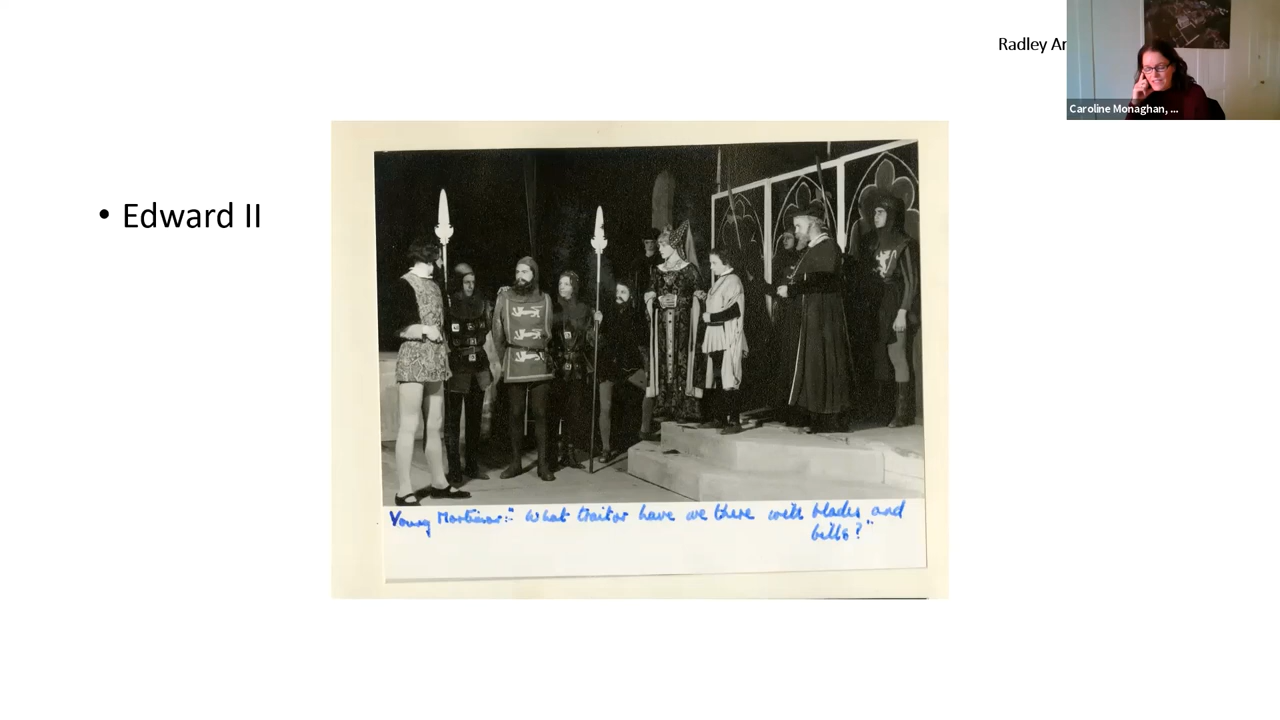 Radley Ar
Caroline Monaghan, ...
• Edward II
Young Mortimer:" What traitor have we there with blades and
bills?"